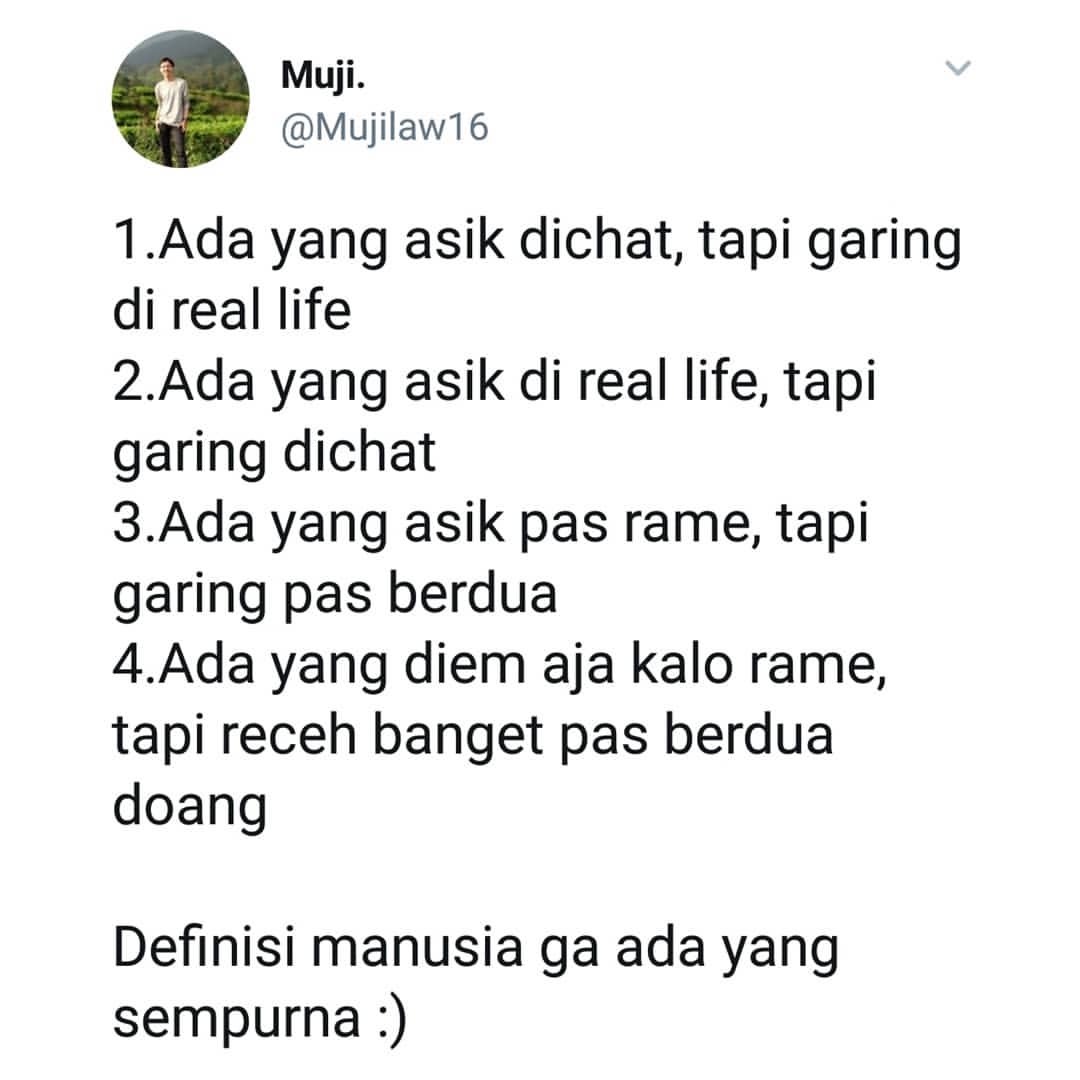 Muji.
@Mujilaw16
1.Ada yang asik dichat, tapi garing
di real life
2.Ada yang asik di real life, tapi
garing dichat
3.Ada yang asik pas rame, tapi
garing pas berdua
4.Ada yang diem aja kalo rame,
tapi receh banget pas berdua
doang
Definisi manusia ga ada yang
sempurna :)